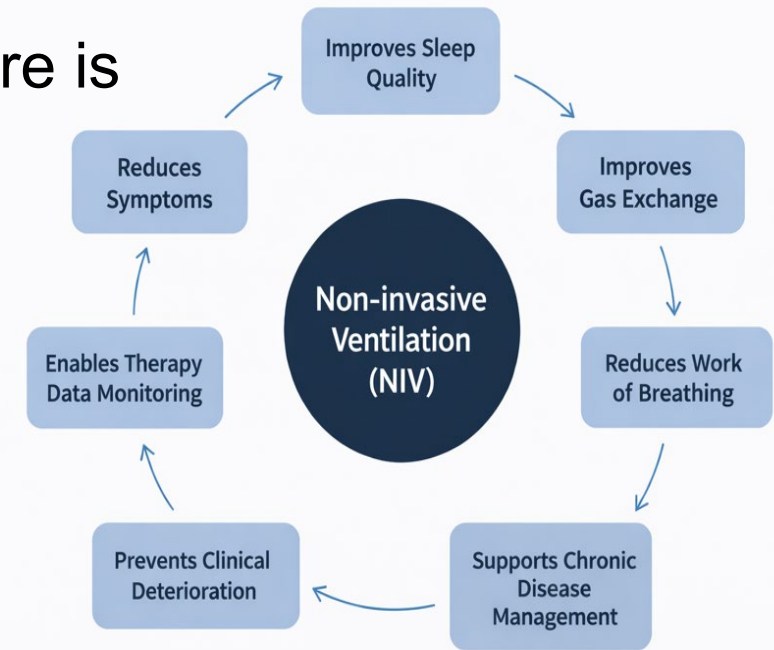 re is
Improves Sleep
Quality
Improves
Gas Exchange
Reduces Work
of Breathing
Supports Chronic
Disease
Management
Prevents Clinical
Deterioration
Enables Therapy
Data Monitoring
Reduces
Symptoms
Non-invasive
Ventilation
(NIV)